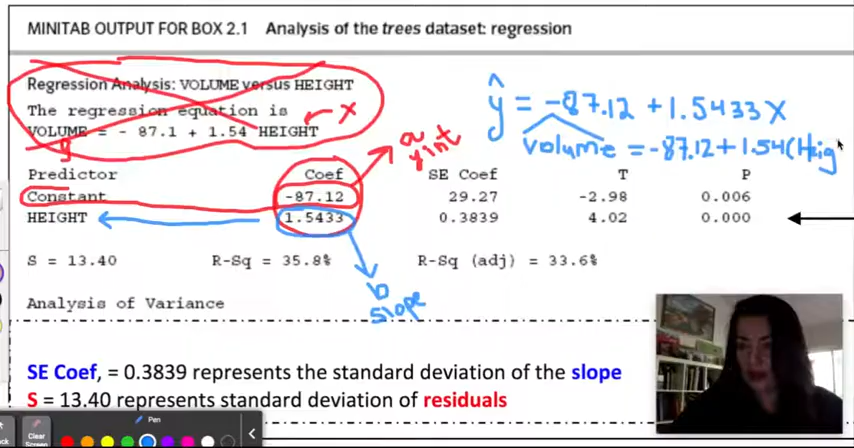 MINITAB OUTPUT FOR BOX 2.1 Analysis of the trees dataset: regression
Regression Analysis: VOLUME versus HEIGHT
The regression equation is
VOLUME = - 87.1 + 1.54 HEIGHT
x
y
a
yint
ŷ = -87.12 + 1.5433 X
volume = -87.12 + 1.54(Heig
Predictor Coef SE Coef T P
Constant -87.12 29.27 -2.98 0.006
HEIGHT 1.5433 0.3839 4.02 0.000
S = 13.40 R-Sq = 35.8% R-Sq (adj) = 33.6%
b
slope
Analysis of Variance
SE Coef, = 0.3839 represents the standard deviation of the slope
S = 13.40 represents standard deviation of residuals
Pen
Clear
Screen